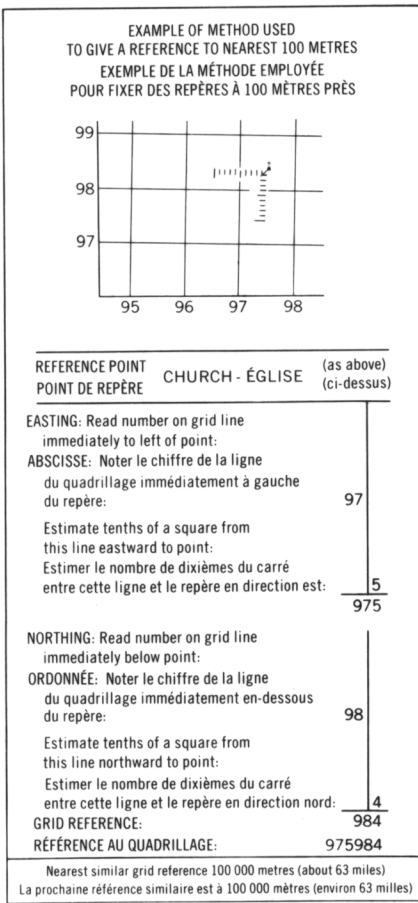 EXAMPLE OF METHOD USED
TO GIVE A REFERENCE TO NEAREST 100 METRES
EXEMPLE DE LA MÉTHODE EMPLOYÉE
POUR FIXER DES REPÈRES À 100 MÈTRES PRÈS
99
98
97
95 96 97 98
REFERENCE POINT
POINT DE REPÈRE
CHURCH - ÉGLISE
(as above)
(ci-dessus)
EASTING: Read number on grid line
immediately to left of point:
ABSCISSE: Noter le chiffre de la ligne
du quadrillage immédiatement à gauche
du repère: 97
Estimate tenths of a square from
this line eastward to point:
Estimer le nombre de dixièmes du carré
entre cette ligne et le repère en direction est: 5
975
NORTHING: Read number on grid line
immediately below point:
ORDONNÉE: Noter le chiffre de la ligne
du quadrillage immédiatement en-dessous
du repère: 98
Estimate tenths of a square from
this line northward to point:
Estimer le nombre de dixièmes du carré
entre cette ligne et le repère en direction nord: 4
GRID REFERENCE: 984
RÉFÉRENCE AU QUADRILLAGE: 975984
Nearest similar grid reference 100 000 metres (about 63 miles)
La prochaine référence similaire est à 100 000 mètres (environ 63 miles)